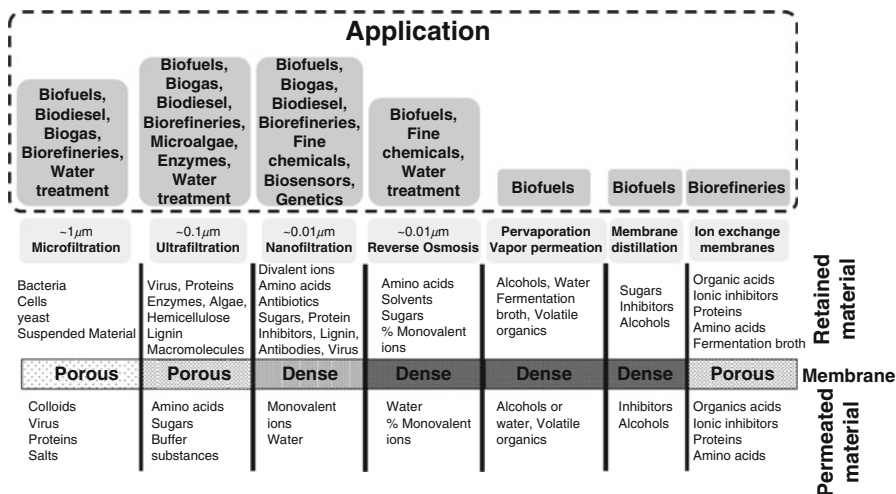 Application
Biofuels,
Biodiesel,
Biogas,
Biorefineries,
Water
treatment
Biofuels,
Biogas,
Biodiesel,
Biorefineries,
Microalgae,
Enzymes,
Water
treatment
Biofuels,
Biogas,
Biodiesel,
Biorefineries,
Fine
chemicals,
Biosensors,
Genetics
Biofuels,
Fine
chemicals,
Water
treatment
Biofuels
Biofuels
Biorefineries
~1μm
Microfiltration
~0.1μm
Ultrafiltration
~0.01μm
Nanofiltration
~0.01μm
Reverse Osmosis
Pervaporation
Vapor permeation
Membrane
distillation
Ion exchange
membranes
Bacteria
Cells
yeast
Suspended Material
Virus, Proteins
Enzymes, Algae,
Hemicellulose
Lignin
Macromolecules
Divalent ions
Amino acids
Antibiotics
Sugars, Protein
Inhibitors, Lignin,
Antibodies, Virus
Amino acids
Solvents
Sugars
% Monovalent
ions
Alcohols, Water
Fermentation
broth, Volatile
organics
Sugars
Inhibitors
Alcohols
Organic acids
Ionic inhibitors
Proteins
Amino acids
Fermentation broth
Retained
material
Porous
Porous
Dense
Dense
Dense
Dense
Porous
Membrane
Colloids
Virus
Proteins
Salts
Amino acids
Sugars
Buffer
substances
Monovalent
ions
Water
Water
% Monovalent
ions
Alcohols or
water, Volatile
organics
Inhibitors
Alcohols
Organics acids
Ionic inhibitors
Proteins
Amino acids
Permeated
material